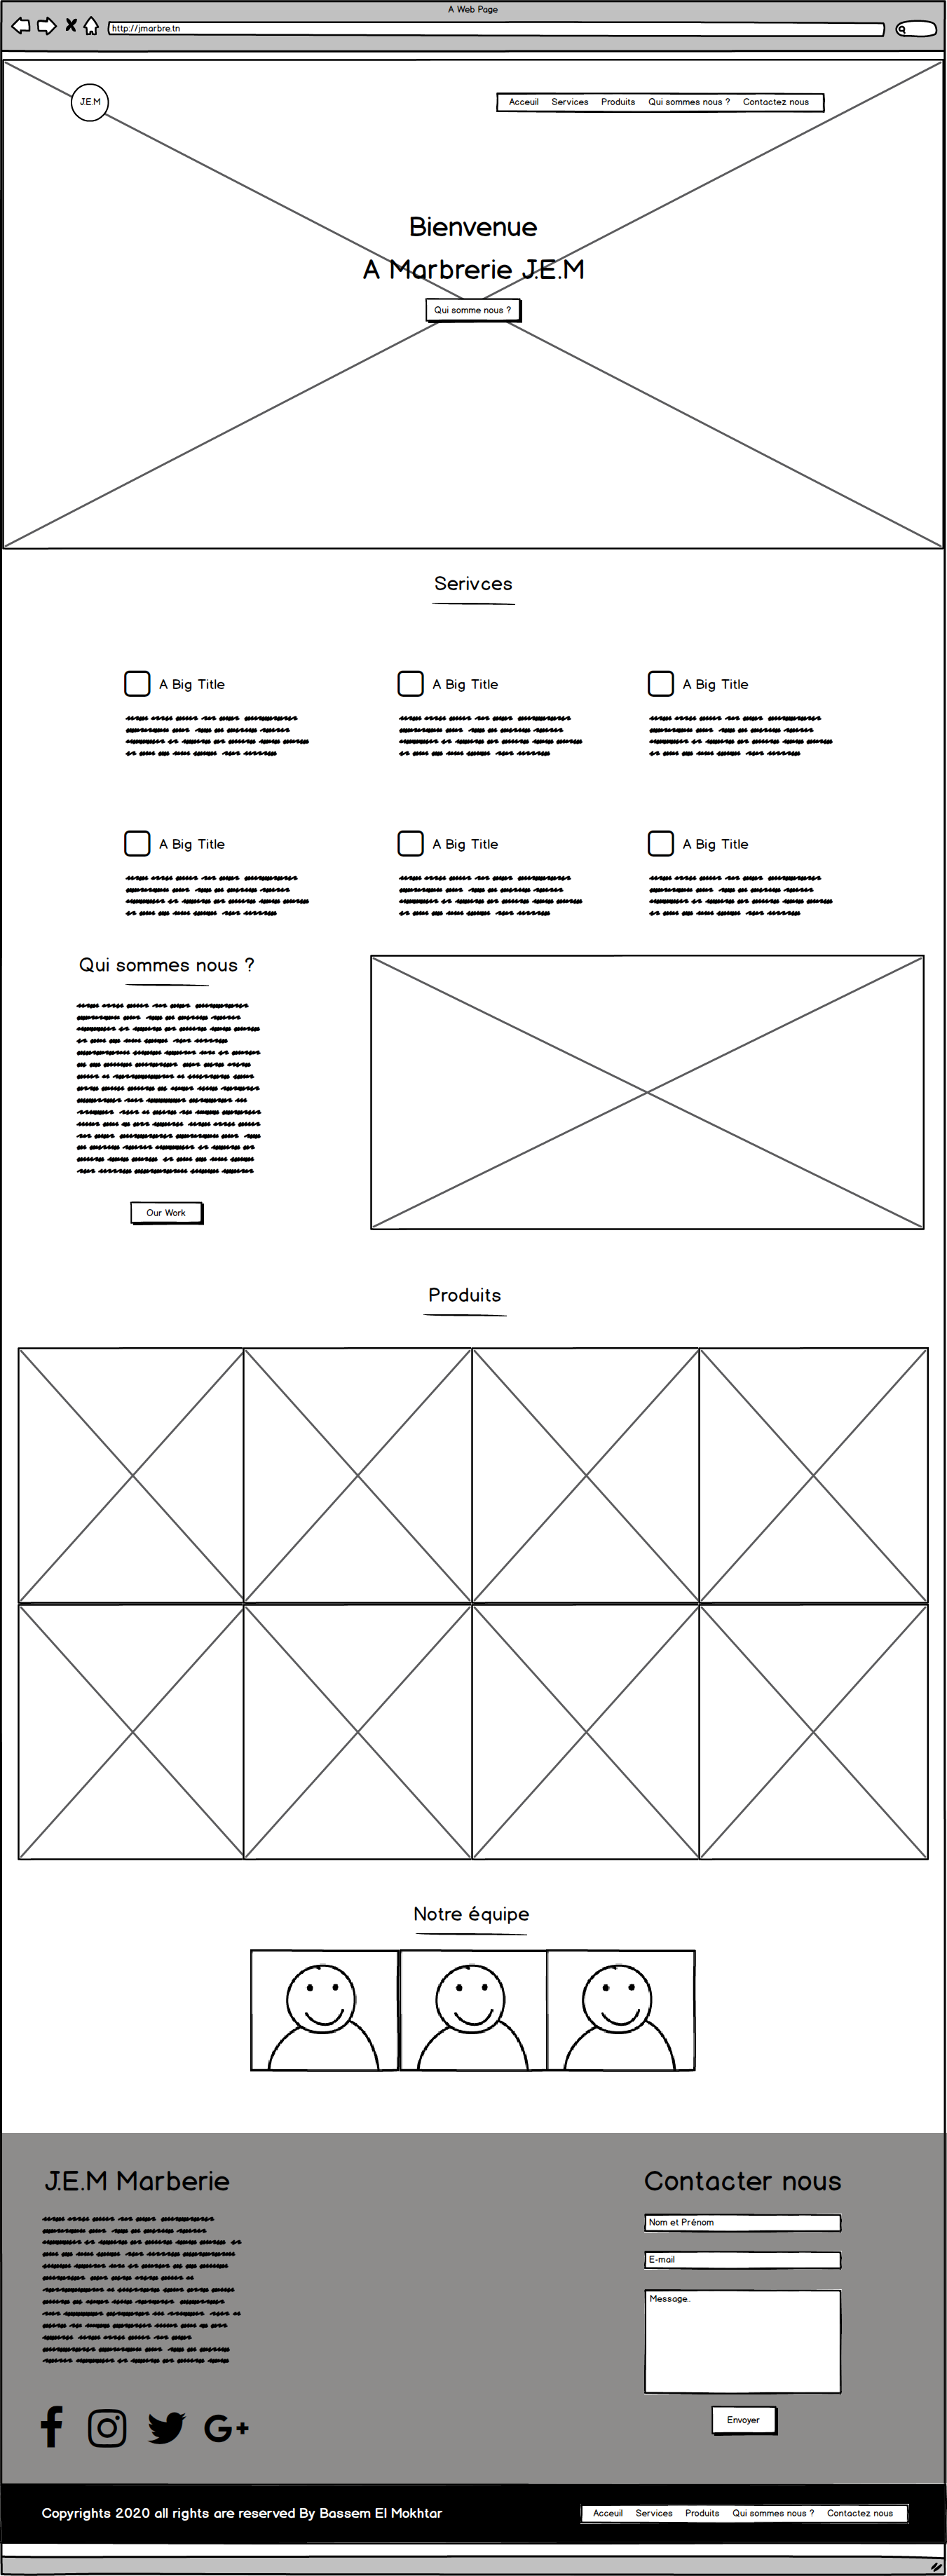 A Web Page
http://jmarbre.tn
J.E.M
Acceuil Services Produits Qui sommes nous ? Contactez nous
Bienvenue
A Marbrerie J.E.M
Qui somme nous ?
Serivces
A Big Title A Big Title A Big Title
A Big Title A Big Title A Big Title
Qui sommes nous ?
Our Work
Produits
Notre équipe
J.E.M Marberie
Contacter nous
Nom et Prénom
E-mail
Message..
Envoyer
Copyrights 2020 all rights are reserved By Bassem El Mokhtar
Acceuil Services Produits Qui sommes nous ? Contactez nous